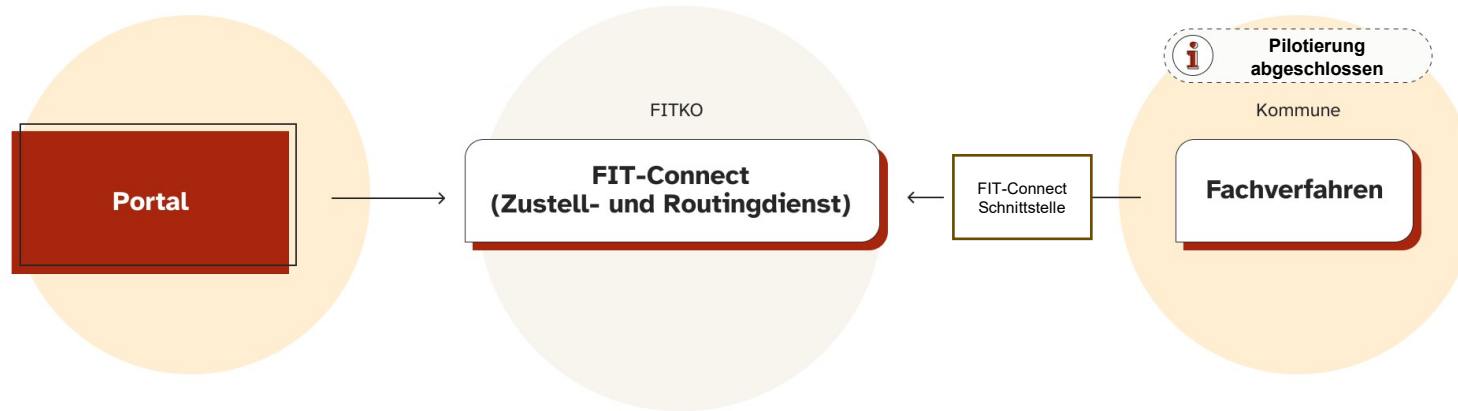 Pilotierung
abgeschlossen
FITKO
Kommune
Portal
FIT-Connect
(Zustell- und Routingdienst)
FIT-Connect
Schnittstelle
Fachverfahren